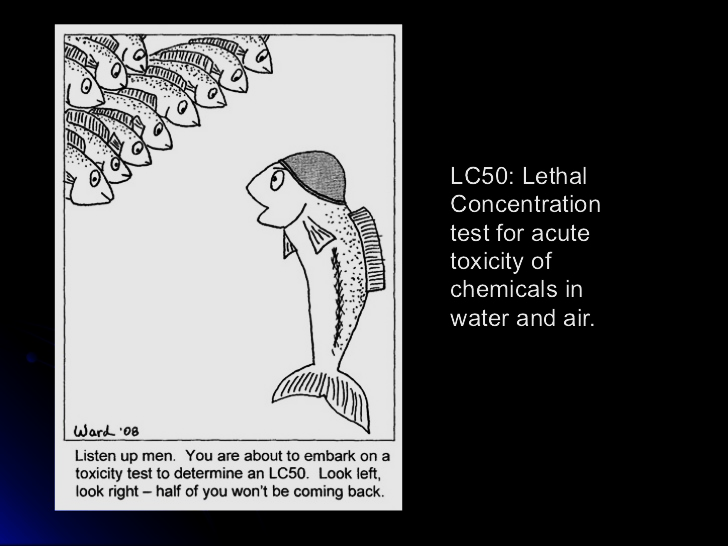 Ward '08
Listen up men. You are about to embark on a
toxicity test to determine an LC50. Look left,
look right – half of you won't be coming back.
LC50: Lethal
Concentration
test for acute
toxicity of
chemicals in
water and air.